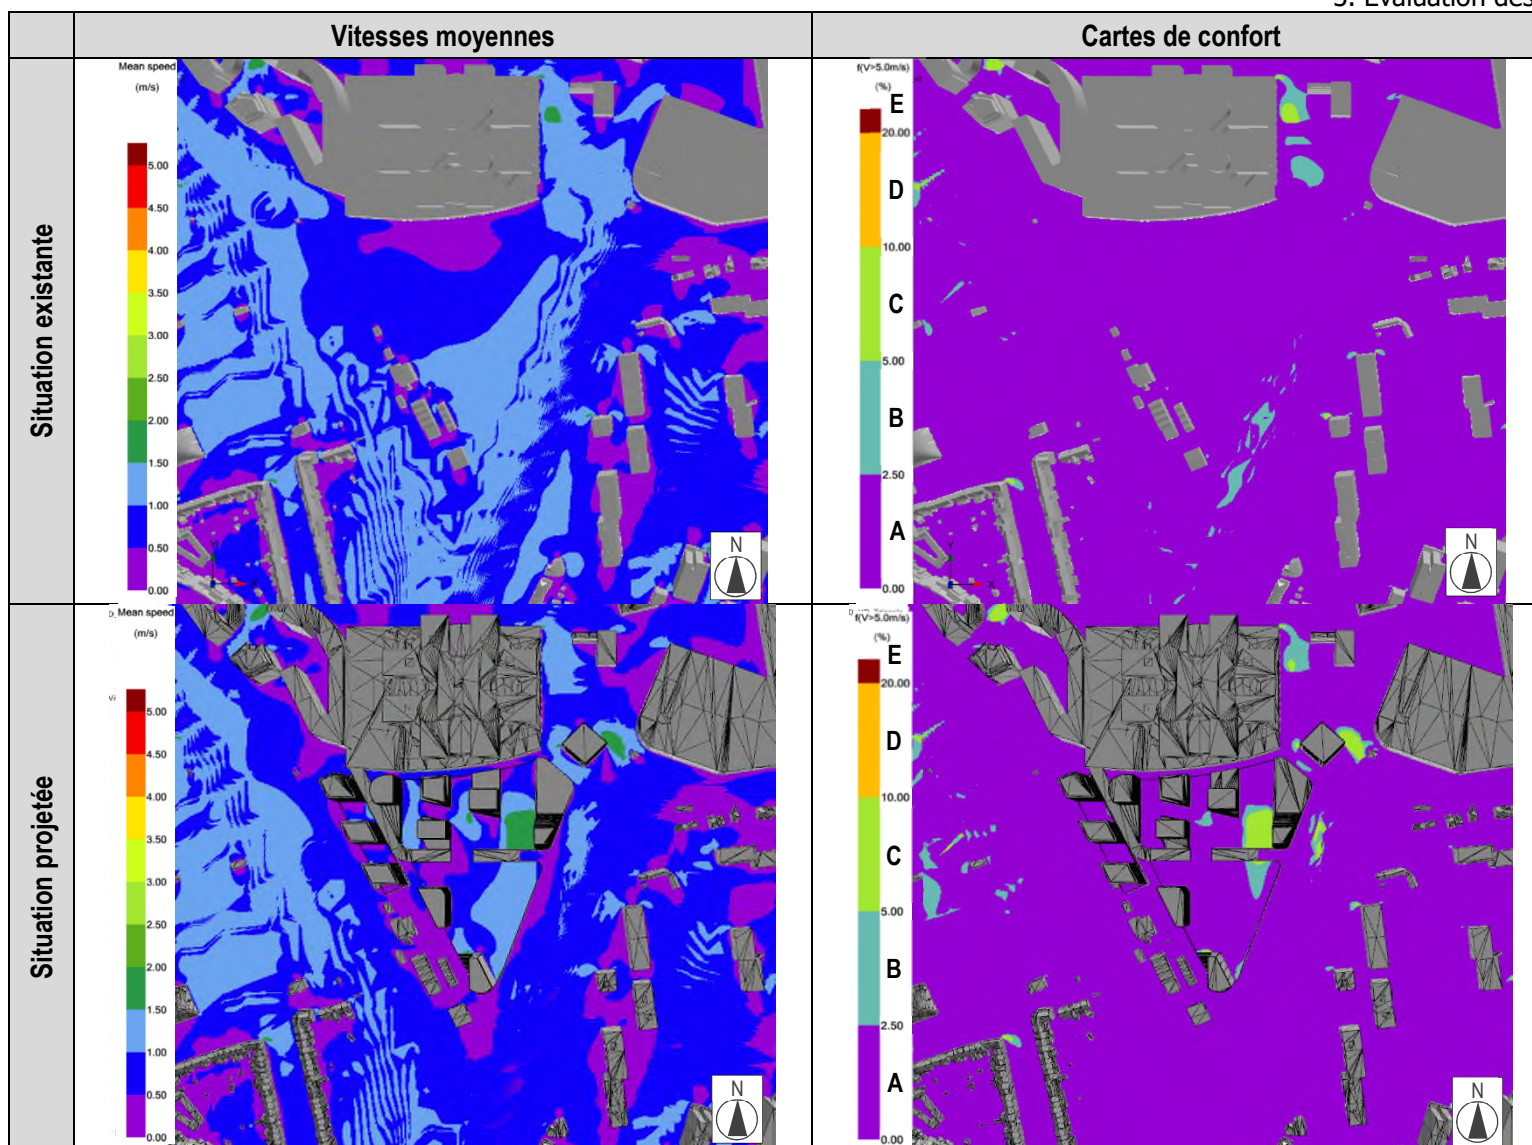 5. Evaluation des
Vitesses moyennes
Cartes de confort
Situation existante
Mean speed
(m/s)
5.00
4.50
4.00
3.50
3.00
2.50
2.00
1.50
1.00
0.50
0.00
Y
X
N
f(V>5.0m/s)
(%)
E
20.00
D
10.00
C
5.00
B
2.50
A
0.00
X
N
Situation projetée
Mean speed
(m/s)
5.00
4.50
4.00
3.50
3.00
2.50
2.00
1.50
1.00
0.50
0.00
N
f(V>5.0m/s)
(%)
E
20.00
D
10.00
C
5.00
B
2.50
A
0.00
N